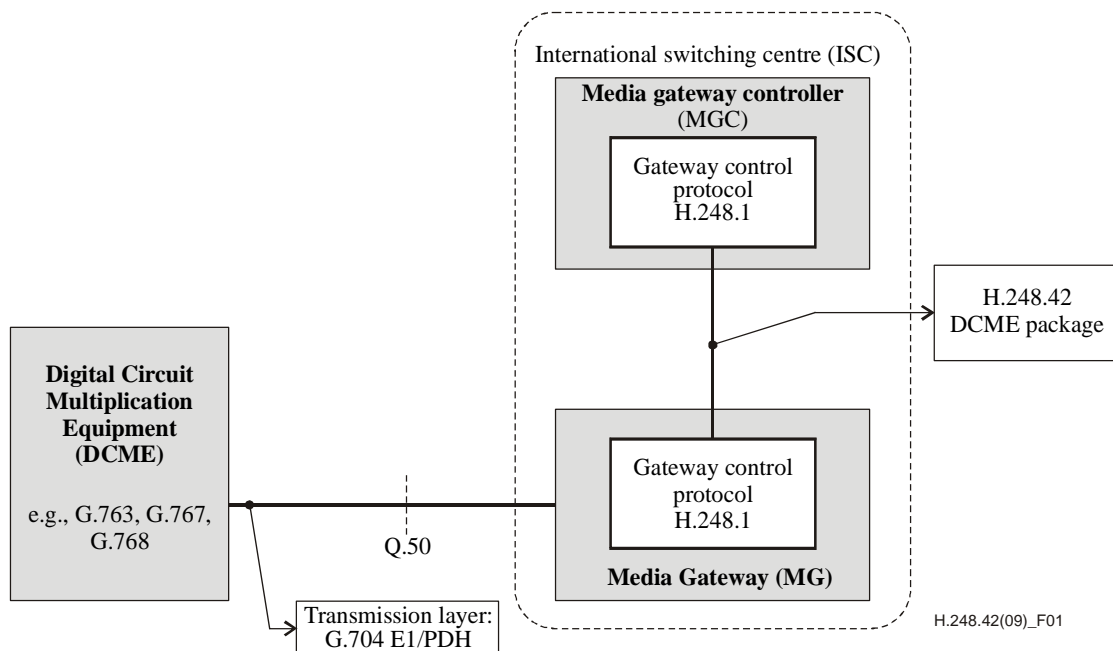 International switching centre (ISC)
Media gateway controller
(MGC)
Gateway control
protocol
H.248.1
H.248.42
DCME package
Digital Circuit
Multiplication
Equipment
(DCME)
e.g., G.763, G.767,
G.768
Q.50
Gateway control
protocol
H.248.1
Media Gateway (MG)
Transmission layer:
G.704 E1/PDH
H.248.42(09)_F01